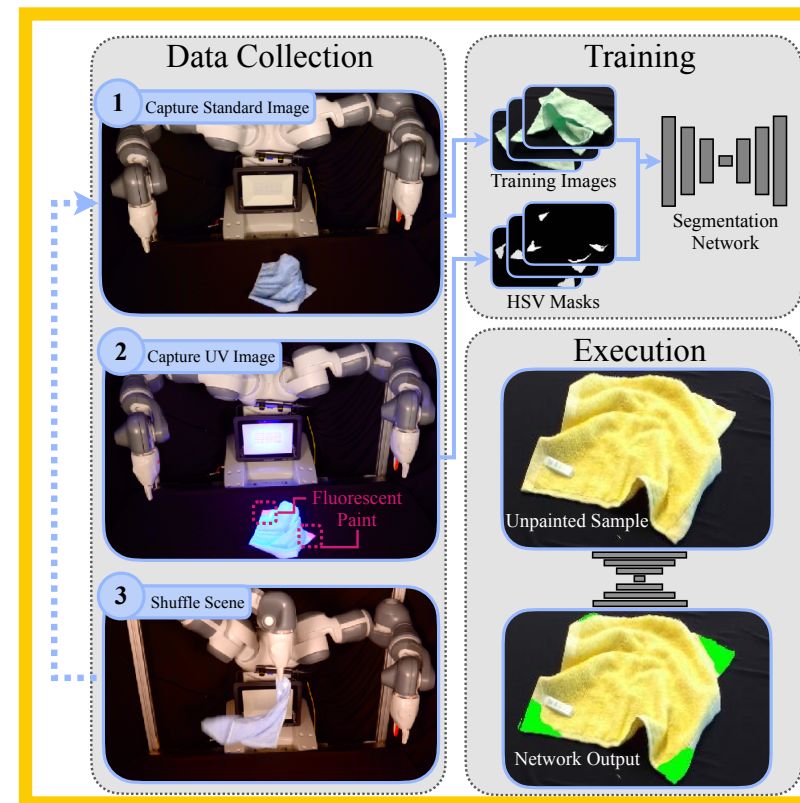 Data Collection
1 Capture Standard Image
2 Capture UV Image
Fluorescent
Paint
3 Shuffle Scene
Training
Training Images
HSV Masks
Segmentation
Network
Execution
Unpainted Sample
Network Output